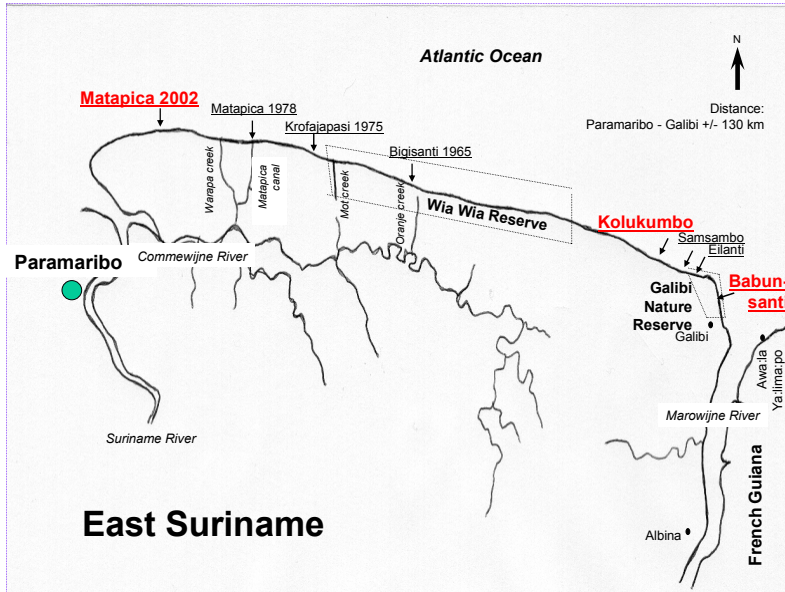 Atlantic Ocean
N
Distance:
Paramaribo - Galibi +/- 130 km
Matapica 2002
Matapica 1978
Krofajapasi 1975
Bigisanti 1965
Warapa creek
Matapica
canal
Mot creek
Oranje creek
Wia Wia Reserve
Kolukumbo
Samsambo
Eilanti
Commewijne River
Paramaribo
Babun-
santi
Galibi
Nature
Reserve
Galibi
Awa:la
Ya:lima:po
Marowijne River
Suriname River
East Suriname
Albina
French Guiana